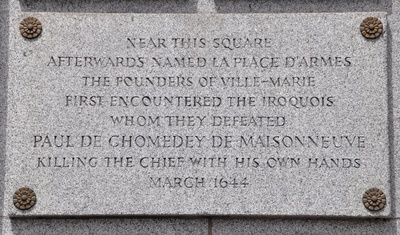 NEAR THIS SQUARE
AFTERWARDS NAMED LA PLACE D'ARMES
THE FOUNDERS OF VILLE-MARIE
FIRST ENCOUNTERED THE IROQUOIS
WHOM THEY DEFEATED
PAUL DE CHOMEDEY DE MAISONNEUVE
KILLING THE CHIEF WITH HIS OWN HANDS
MARCH 1644